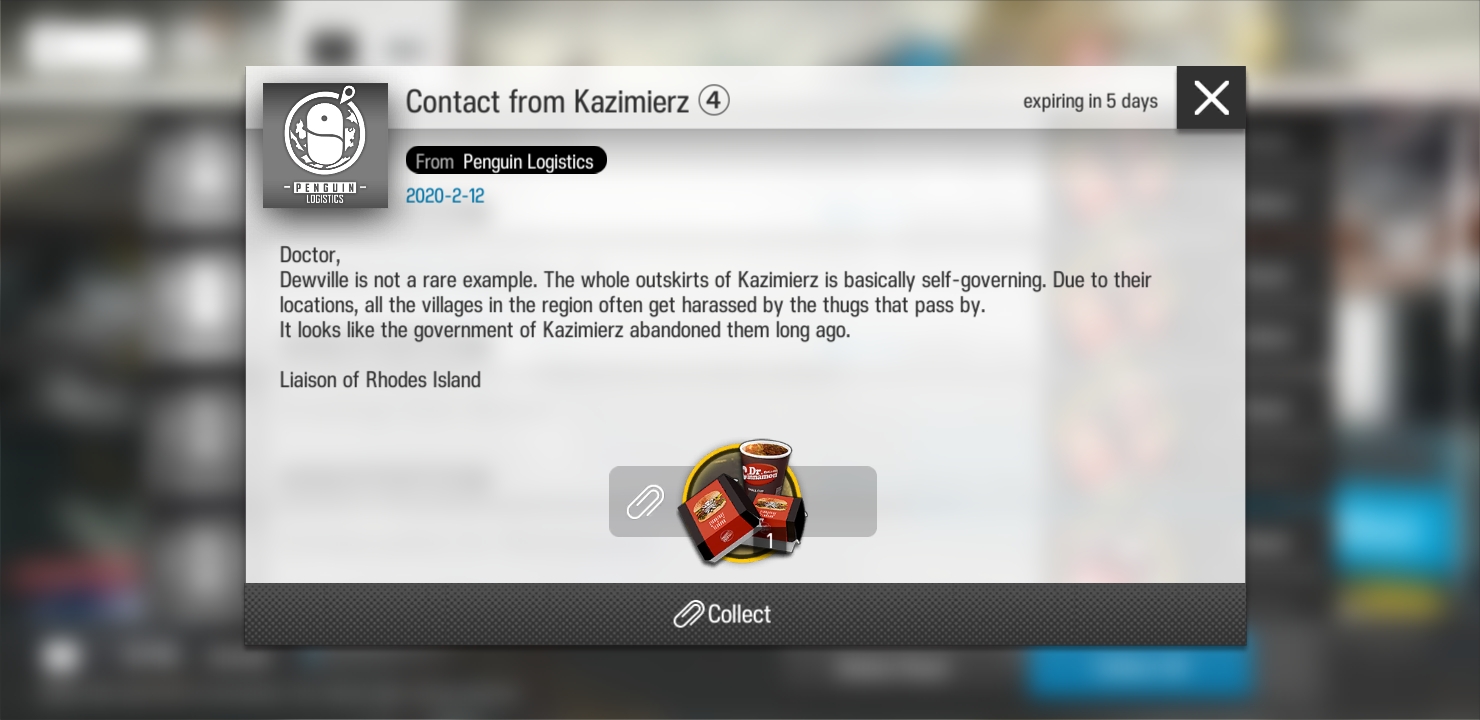 Contact from Kazimierz ④
expiring in 5 days
PENGUIN
LOGISTICS
From Penguin Logistics
2020-2-12
Doctor,
Dewville is not a rare example. The whole outskirts of Kazimierz is basically self-governing. Due to their
locations, all the villages in the region often get harassed by the thugs that pass by.
It looks like the government of Kazimierz abandoned them long ago.
Liaison of Rhodes Island
Dr.
1
Collect